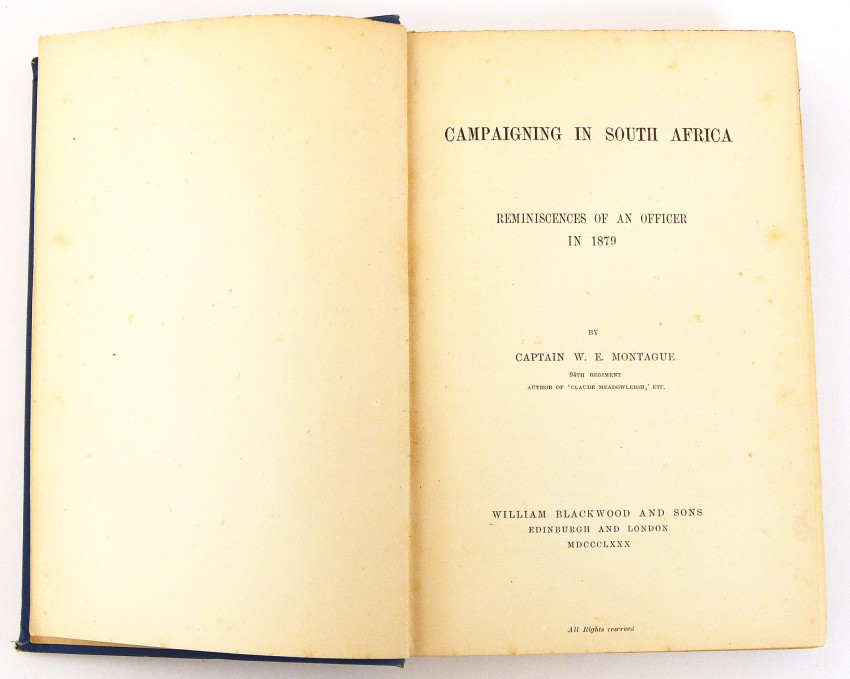 CAMPAIGNING IN SOUTH AFRICA
REMINISCENCES OF AN OFFICER
IN 1879
BY
CAPTAIN W. E. MONTAGUE
94TH REGIMENT
AUTHOR OF 'CLAUDE MEADOWLEIGH,' ETC.
WILLIAM BLACKWOOD AND SONS
EDINBURGH AND LONDON
MDCCCLXXX
All Rights reserved